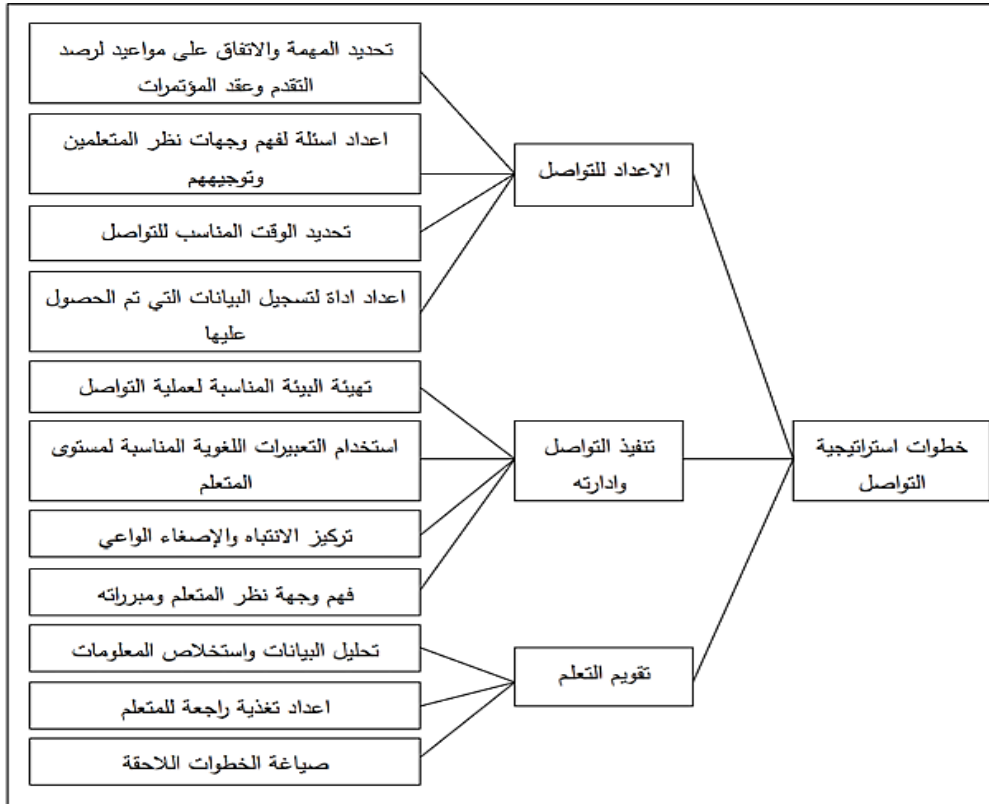 خطوات استراتيجية
التواصل
الاعداد للتواصل
تحديد المهمة والاتفاق على مواعيد لرصد
التقدم وعقد المؤتمرات
اعداد اسئلة لفهم وجهات نظر المتعلمين
وتوجيههم
تحديد الوقت المناسب للتواصل
اعداد اداة لتسجيل البيانات التي تم الحصول
عليها
تنفيذ التواصل
وادارته
تهيئة البيئة المناسبة لعملية التواصل
استخدام التعبيرات اللغوية المناسبة لمستوى
المتعلم
تركيز الانتباه والإصغاء الواعي
فهم وجهة نظر المتعلم ومبرراته
تقويم التعلم
تحليل البيانات واستخلاص المعلومات
اعداد تغذية راجعة للمتعلم
صياغة الخطوات اللاحقة